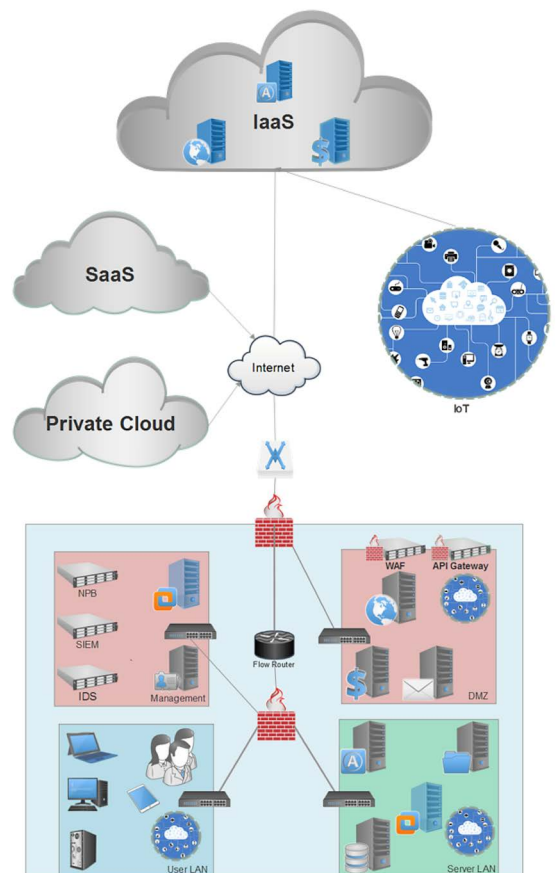 IaaS
SaaS
Internet
Private Cloud
IoT
NPB
SIEM
IDS
Management
WAF
API Gateway
Flow Router
DMZ
User LAN
Server LAN